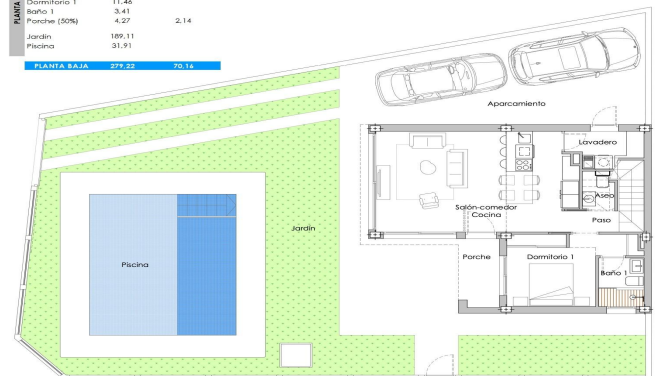 PLANTA
Dormitorio 1 11.46
Baño 1 3.41
Porche (50%) 4,27 2,14
Jardín 189,11
Piscina 31,91
PLANTA BAJA 279,22 70,16
Aparcamiento
Lavadero
Aseo
Salón-comedor
Cocina
Paso
Jardín
Porche
Dormitorio 1
Piscina
Baño 1